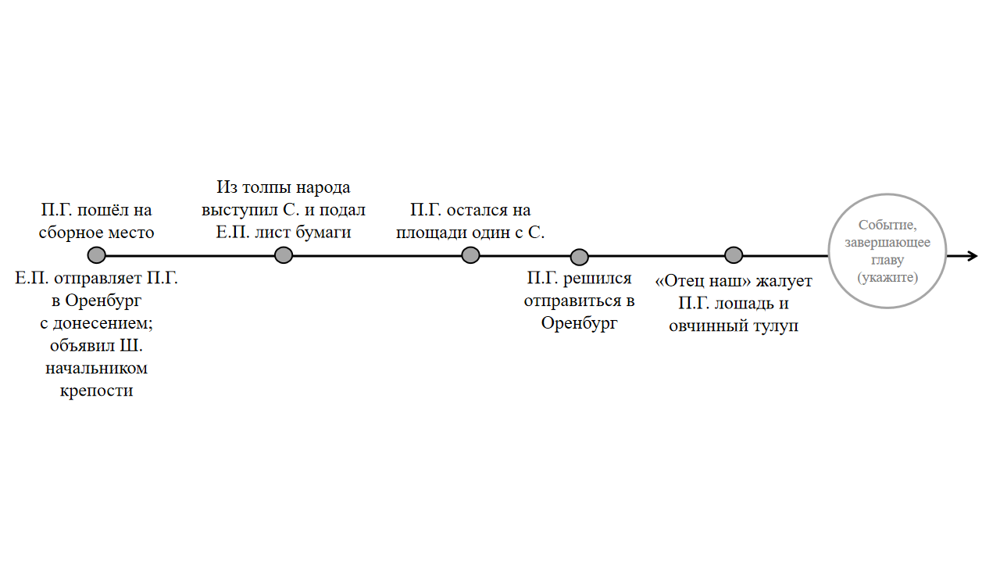 П.Г. пошёл на
сборное место
Е.П. отправляет П.Г.
в Оренбург
с донесением;
объявил Ш.
начальником
крепости
Из толпы народа
выступил С. и подал
Е.П. лист бумаги
П.Г. остался на
площади один с С.
П.Г. решился
отправиться в
Оренбург
«Отец наш» жалует
П.Г. лошадь и
овчинный тулуп
Событие,
завершающее
главу
(укажите)